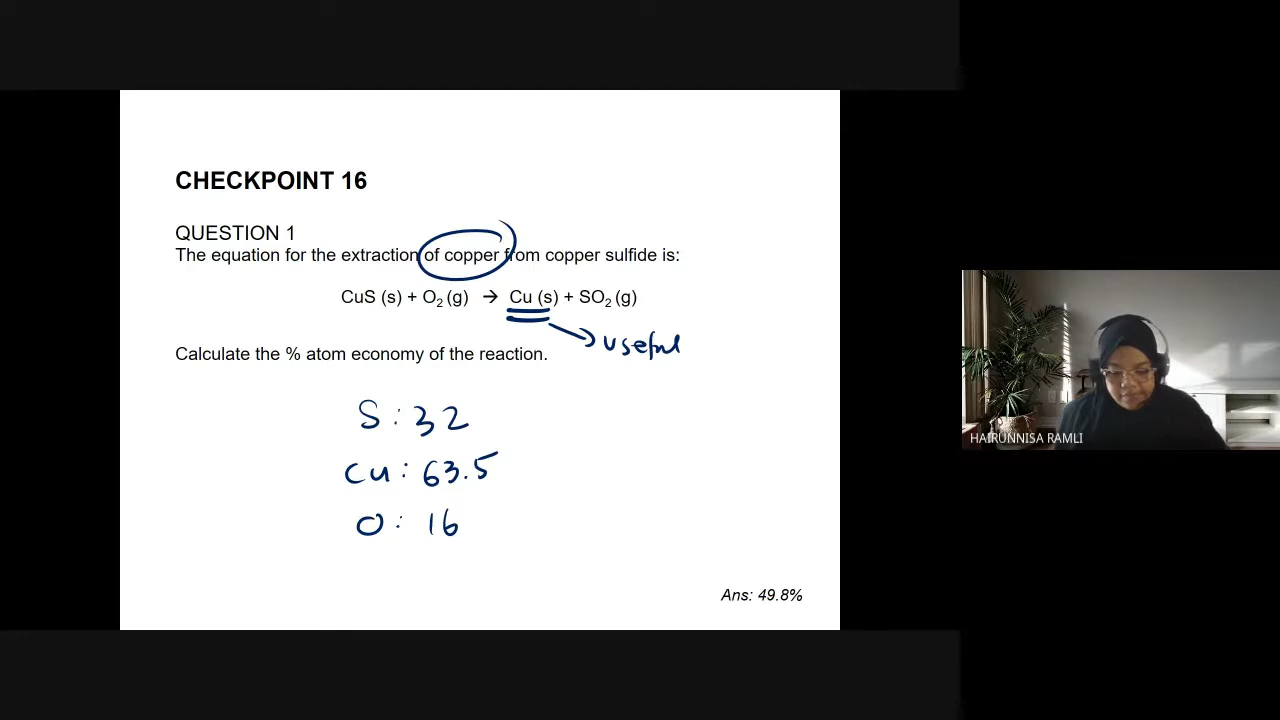 CHECKPOINT 16
QUESTION 1
The equation for the extraction of copper from copper sulfide is:
CuS (s) + O₂ (g) → Cu (s) + SO₂ (g)
useful
Calculate the % atom economy of the reaction.
S : 32
Cu : 63.5
O : 16
Ans: 49.8%
HAIRUNNISA RAMLI